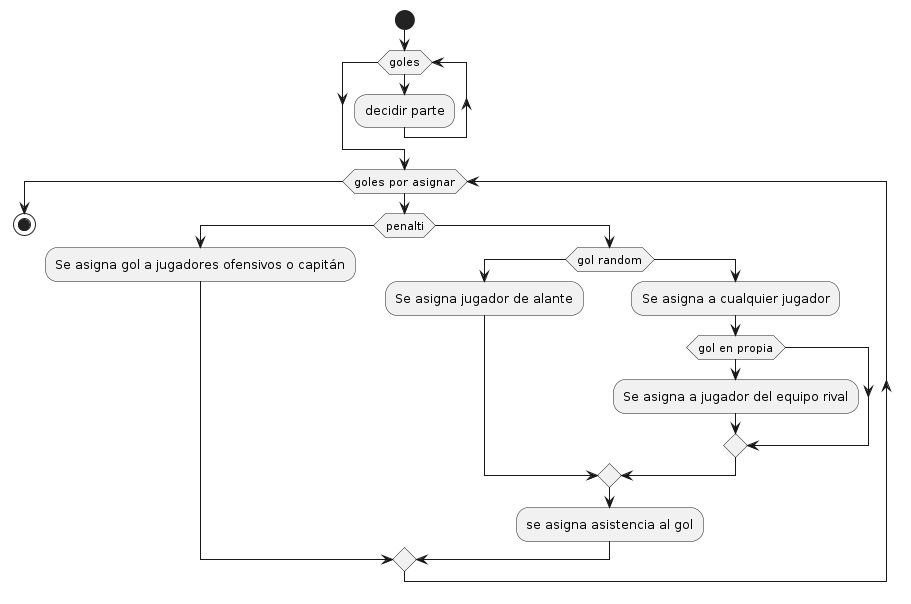 goles
decidir parte
goles por asignar
penalti
Se asigna gol a jugadores ofensivos o capitán
gol random
Se asigna jugador de alante
Se asigna a cualquier jugador
gol en propia
Se asigna a jugador del equipo rival
se asigna asistencia al gol